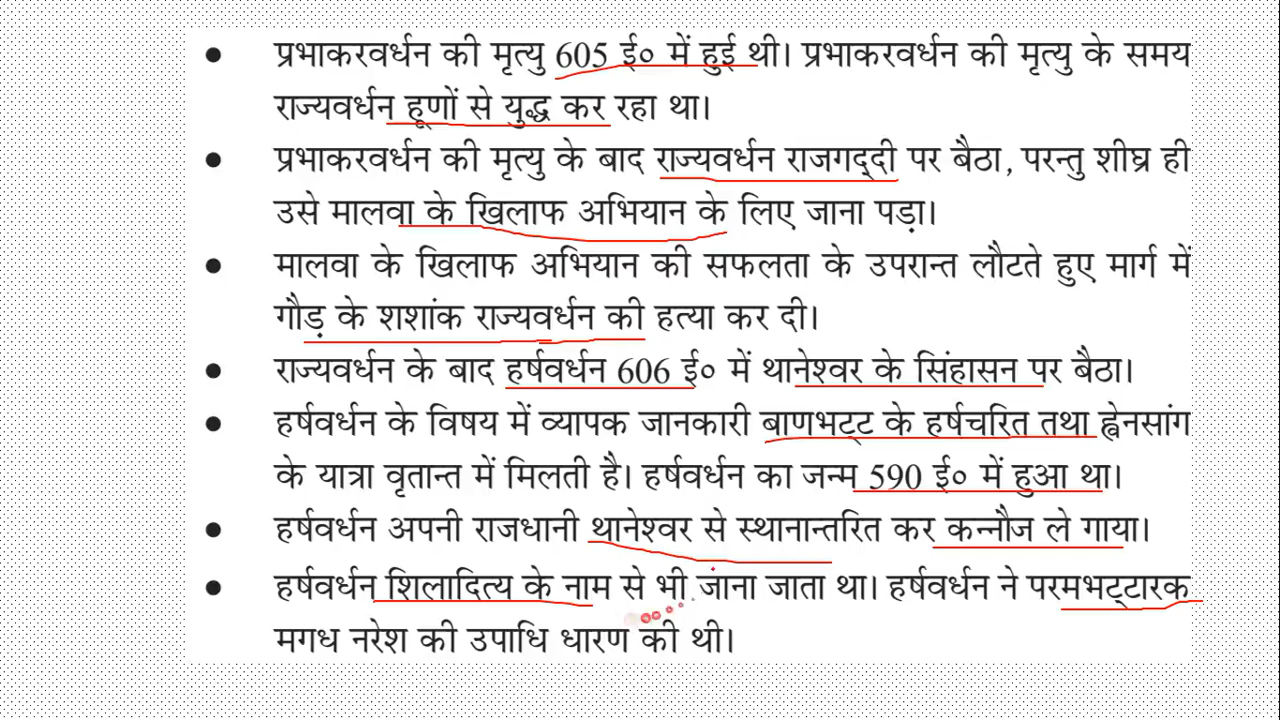 • प्रभाकरवर्धन की मृत्यु 605 ई० में हुई थी। प्रभाकरवर्धन की मृत्यु के समय
राज्यवर्धन हूणों से युद्ध कर रहा था।
• प्रभाकरवर्धन की मृत्यु के बाद राज्यवर्धन राजगद्दी पर बैठा, परन्तु शीघ्र ही
उसे मालवा के खिलाफ अभियान के लिए जाना पड़ा।
• मालवा के खिलाफ अभियान की सफलता के उपरान्त लौटते हुए मार्ग में
गौड़ के शशांक राज्यवर्धन की हत्या कर दी।
• राज्यवर्धन के बाद हर्षवर्धन 606 ई० में थानेश्वर के सिंहासन पर बैठा।
• हर्षवर्धन के विषय में व्यापक जानकारी बाणभट्ट के हर्षचरित तथा ह्वेनसांग
के यात्रा वृतान्त में मिलती है। हर्षवर्धन का जन्म 590 ई० में हुआ था।
• हर्षवर्धन अपनी राजधानी थानेश्वर से स्थानान्तरित कर कन्नौज ले गाया।
• हर्षवर्धन शिलादित्य के नाम से भी जाना जाता था। हर्षवर्धन ने परमभट्टारक
मगध नरेश की उपाधि धारण की थी।